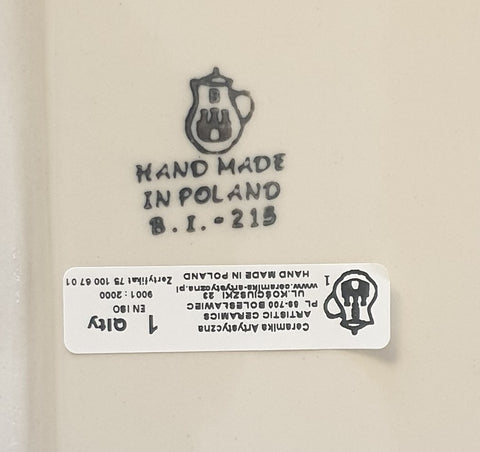 B
HAND MADE
IN POLAND
B.I.-215
Ceramika Artystyczna
ARTISTIC CERAMICS
PL 59-700 BOLESŁAWIEC
UL.KOŚCIUSZKI 23
www.ceramika-artystyczna.pl
HAND MADE IN POLAND
1
1 Qlty
EN ISO
9001 : 2000
Zertyfikat 75 100 67 01